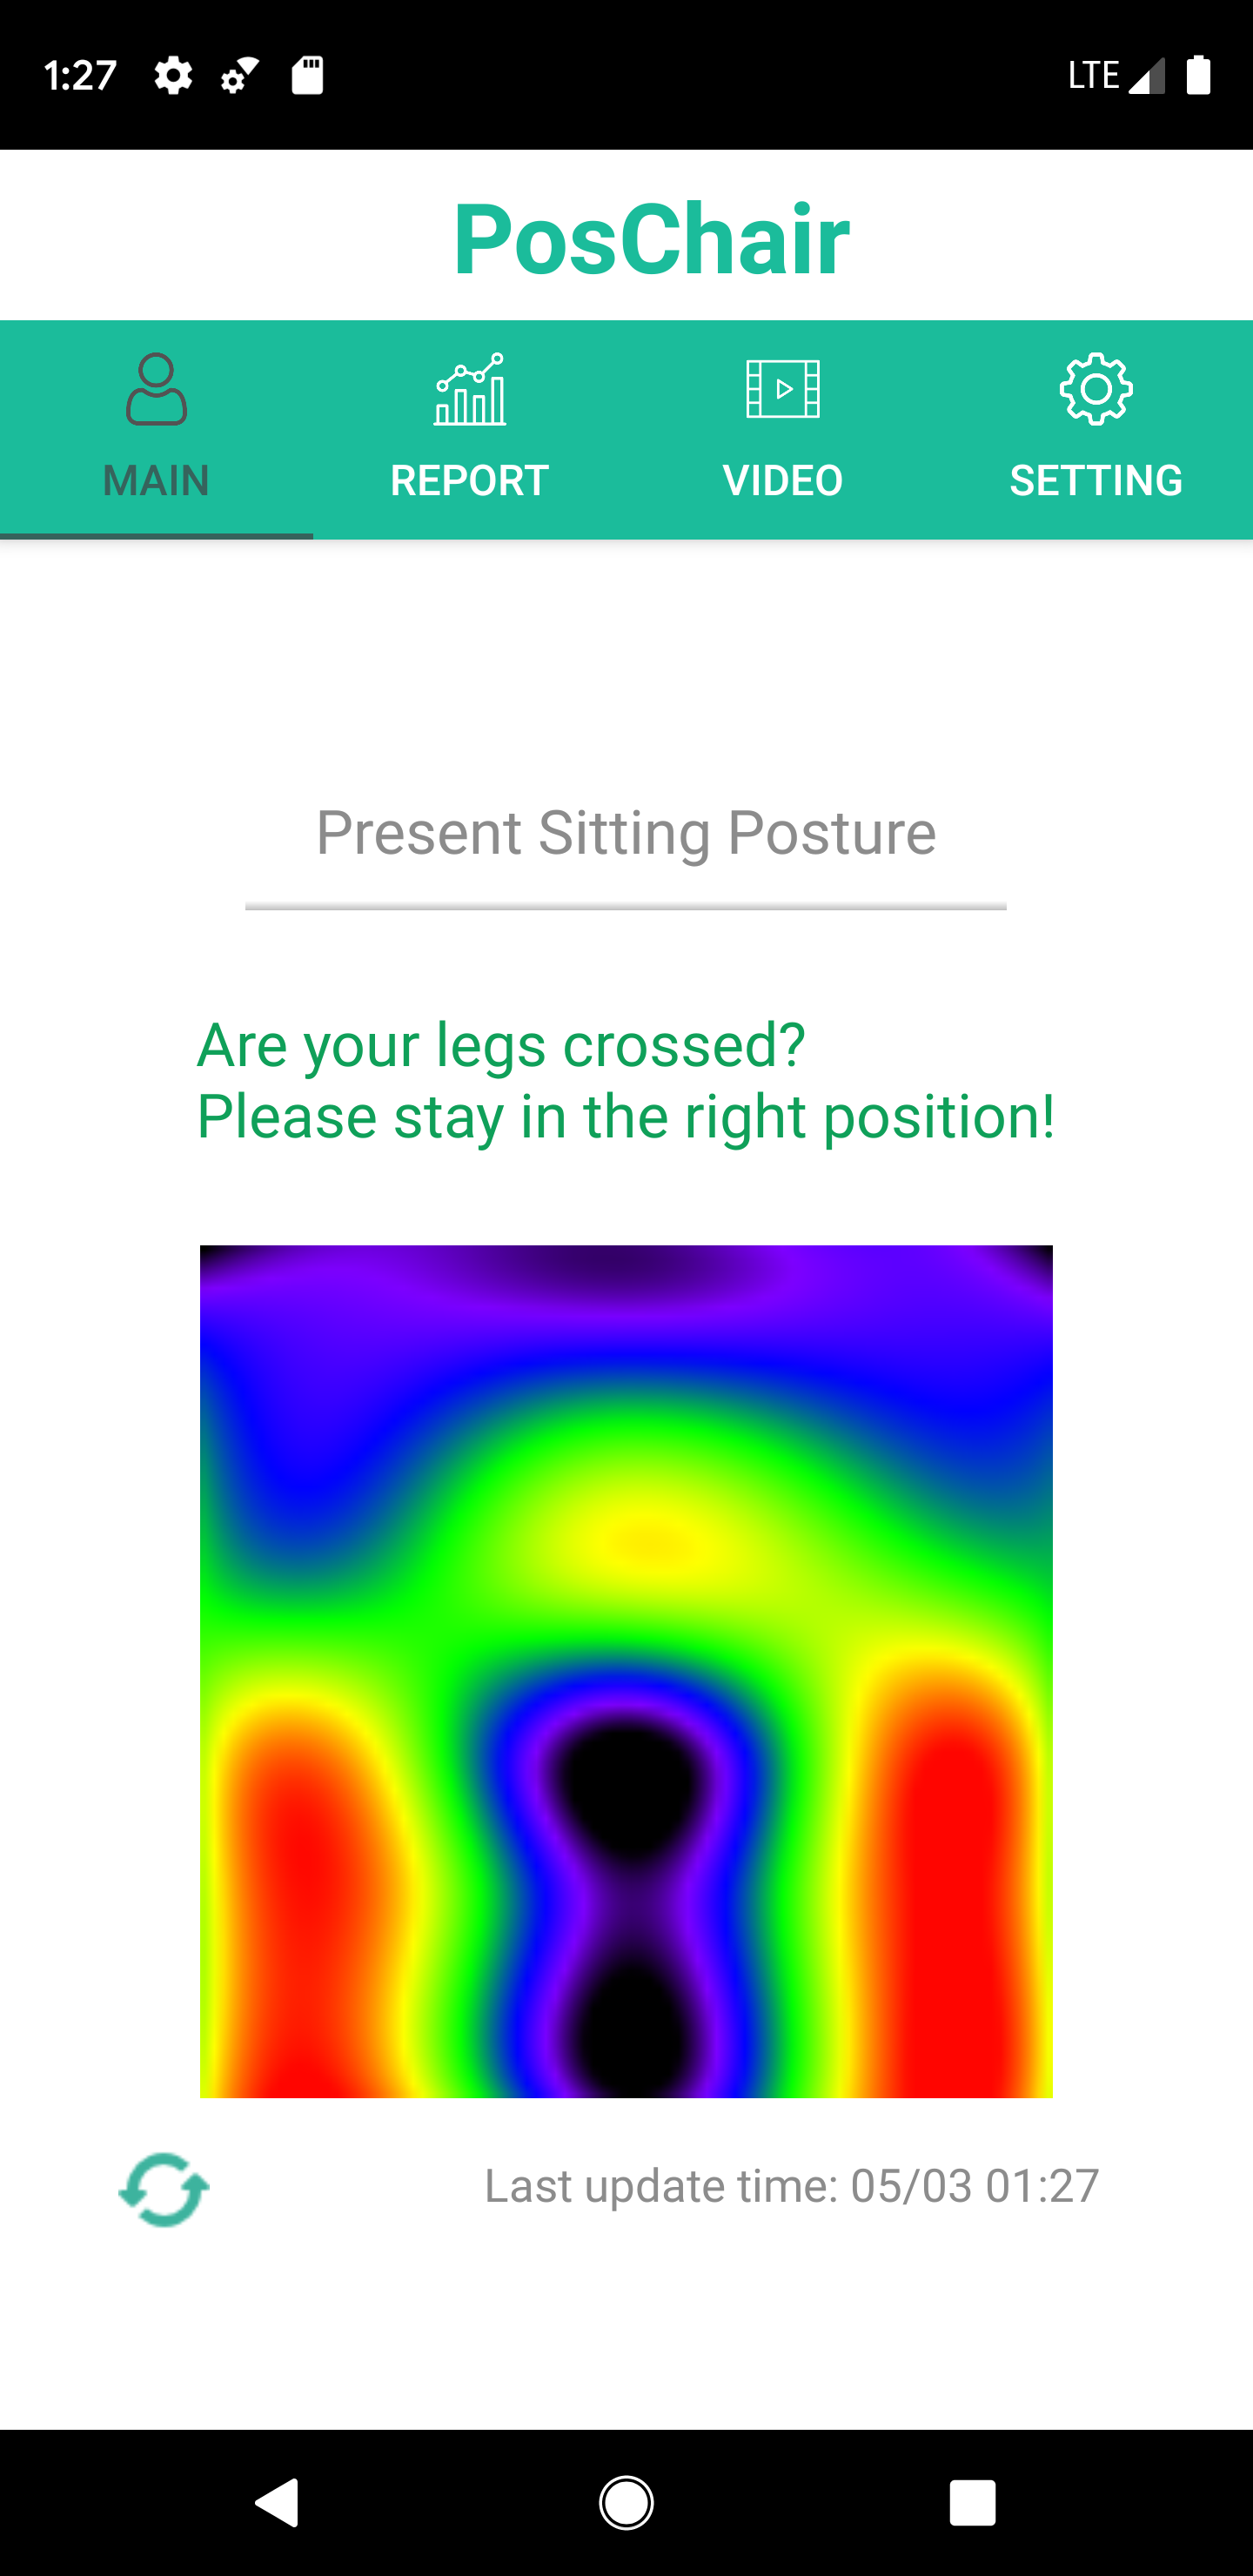 1:27
LTE
PosChair
MAIN
REPORT
VIDEO
SETTING
Present Sitting Posture
Are your legs crossed?
Please stay in the right position!
Last update time: 05/03 01:27